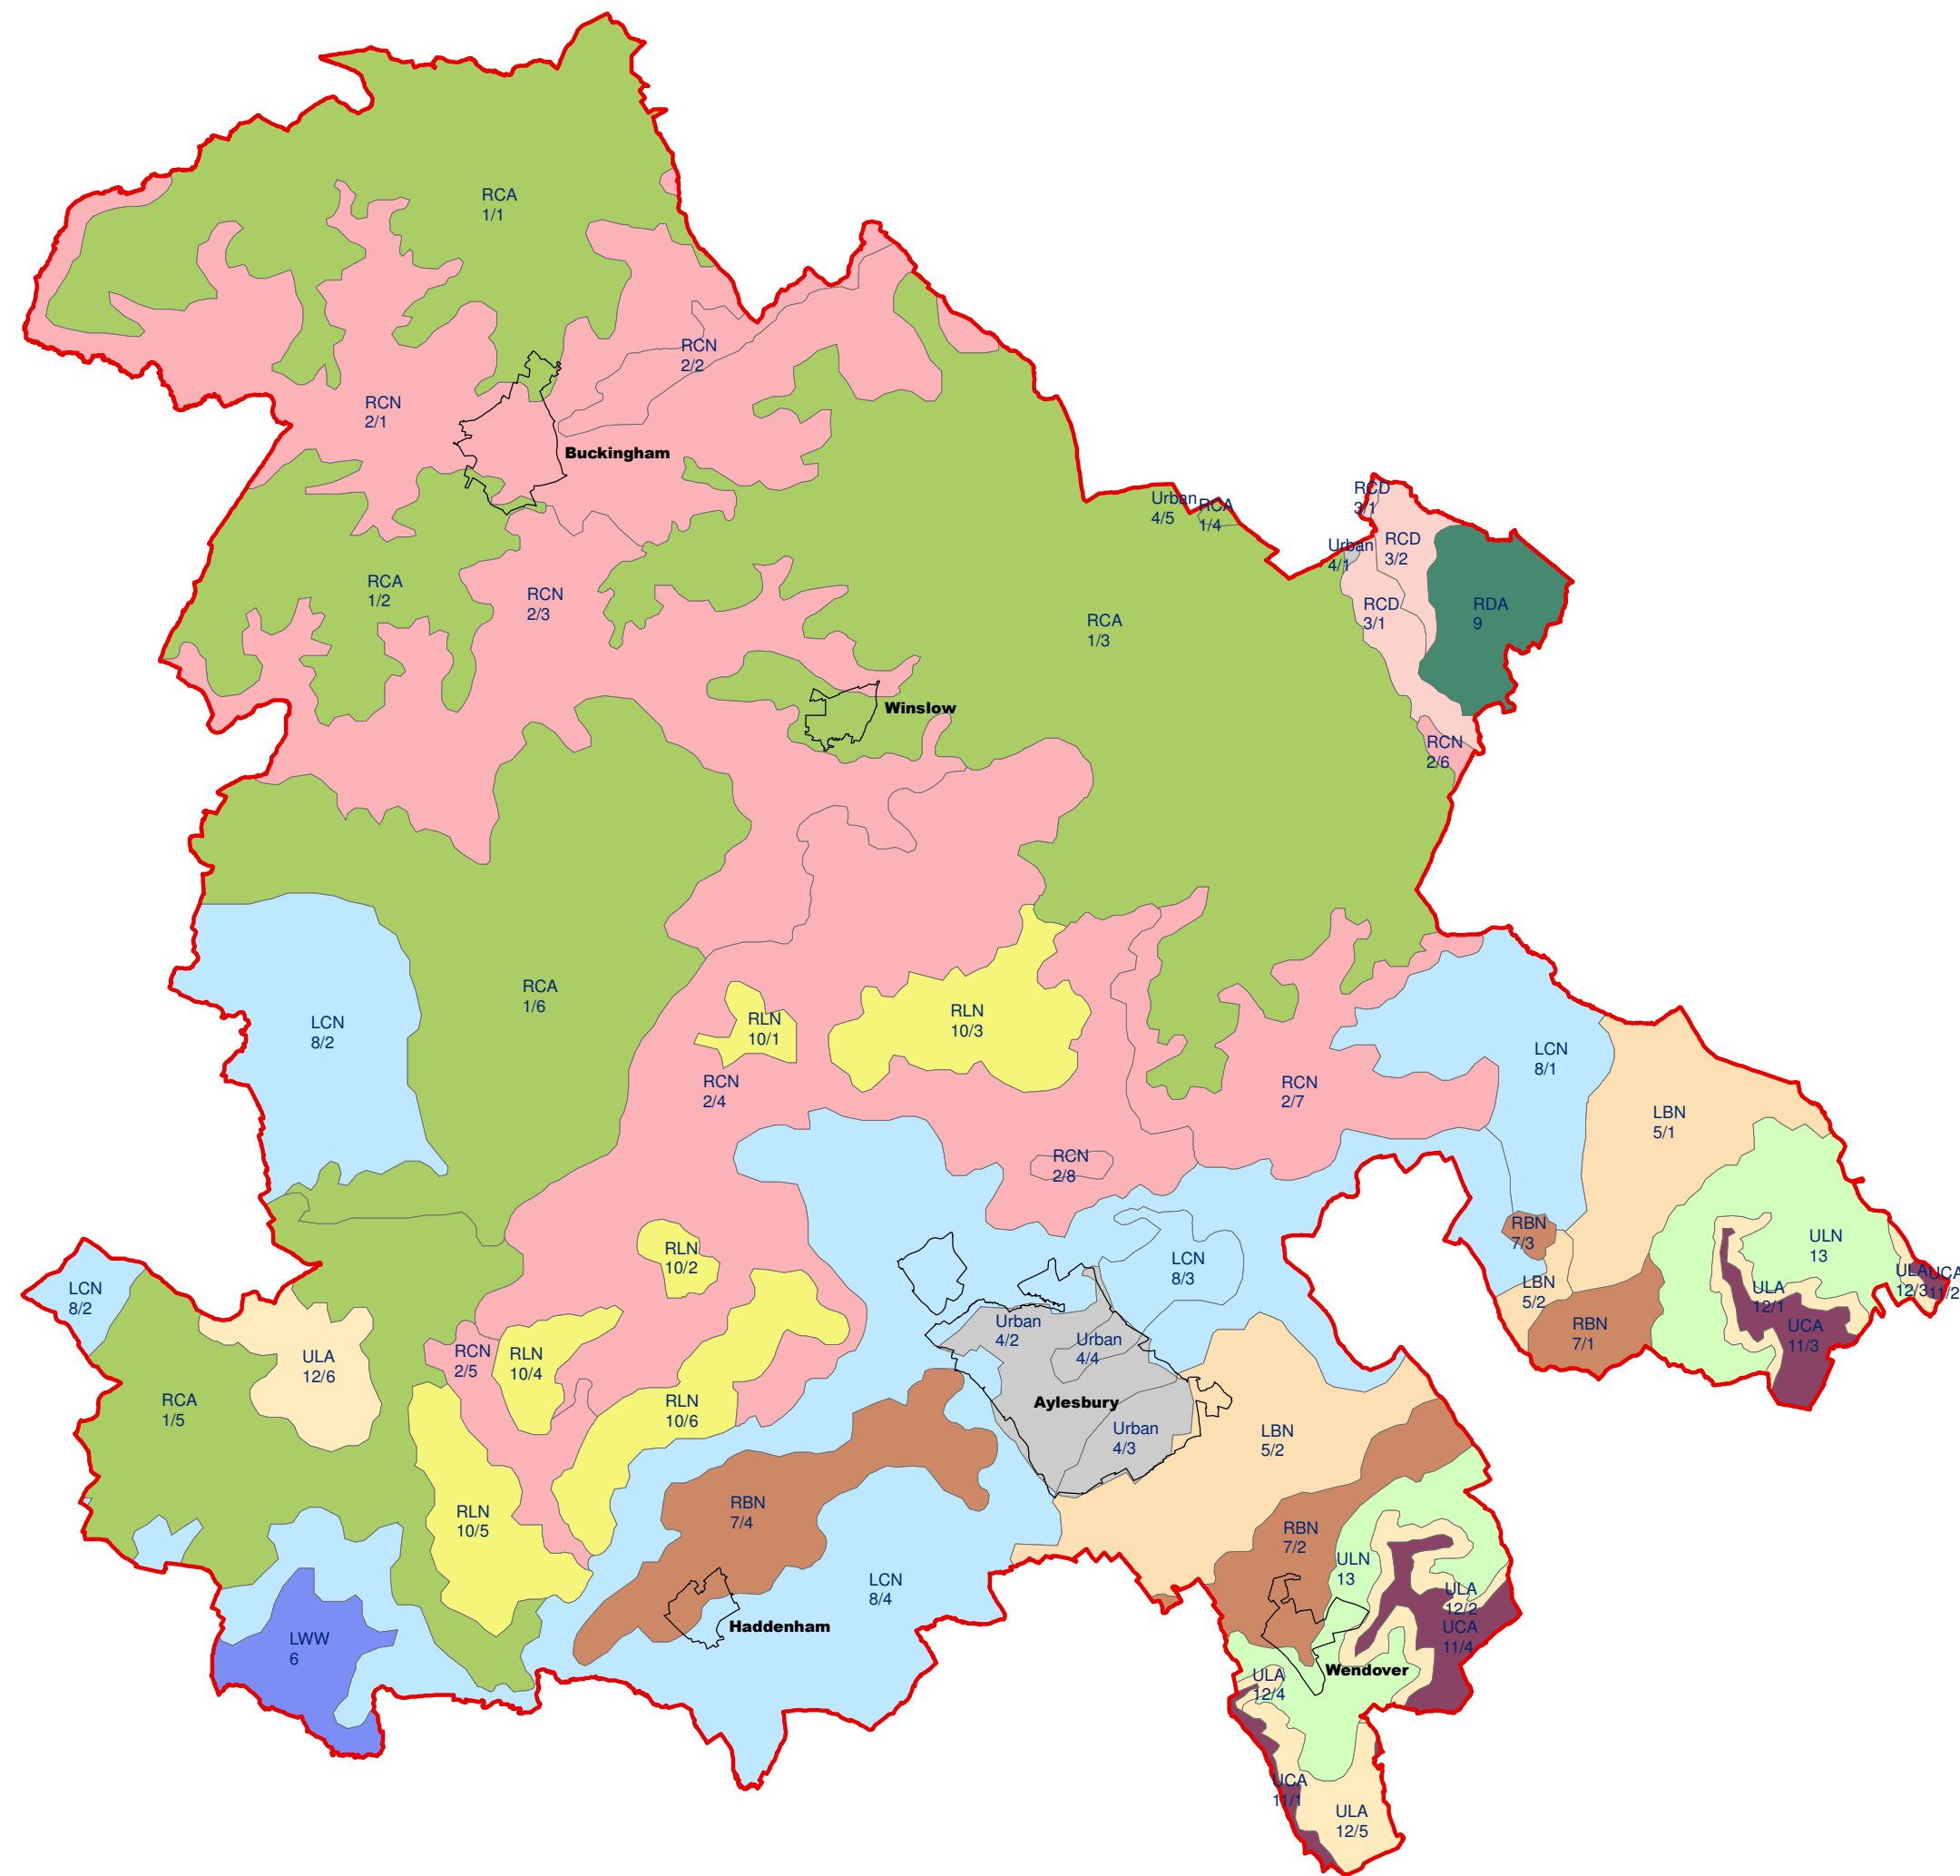 RCA
1/1
RCN
2/2
RCN
2/1
Buckingham
RCD
3/1
Urban
4/5
RCA
1/4
Urban
4/1
RCD
3/2
RCA
1/2
RCN
2/3
RCA
1/3
RCD
3/1
RDA
9
Winslow
RCN
2/6
RCA
1/6
LCN
8/2
RLN
10/1
RLN
10/3
RCN
2/4
RCN
2/7
LCN
8/1
LBN
5/1
RCN
2/8
RBN
7/3
ULN
13
RLN
10/2
LCN
8/3
LCN
8/2
LBN
5/2
ULA
12/1
ULA
12/3
UCA
11/2
Urban
4/2
Urban
4/4
RBN
7/1
UCA
11/3
RCN
2/5
RLN
10/4
ULA
12/6
RCA
1/5
RLN
10/6
Aylesbury
Urban
4/3
LBN
5/2
RLN
10/5
RBN
7/4
RBN
7/2
ULN
13
LCN
8/4
ULA
12/2
Haddenham
UCA
11/4
LWW
6
Wendover
ULA
12/4
UCA
11/1
ULA
12/5